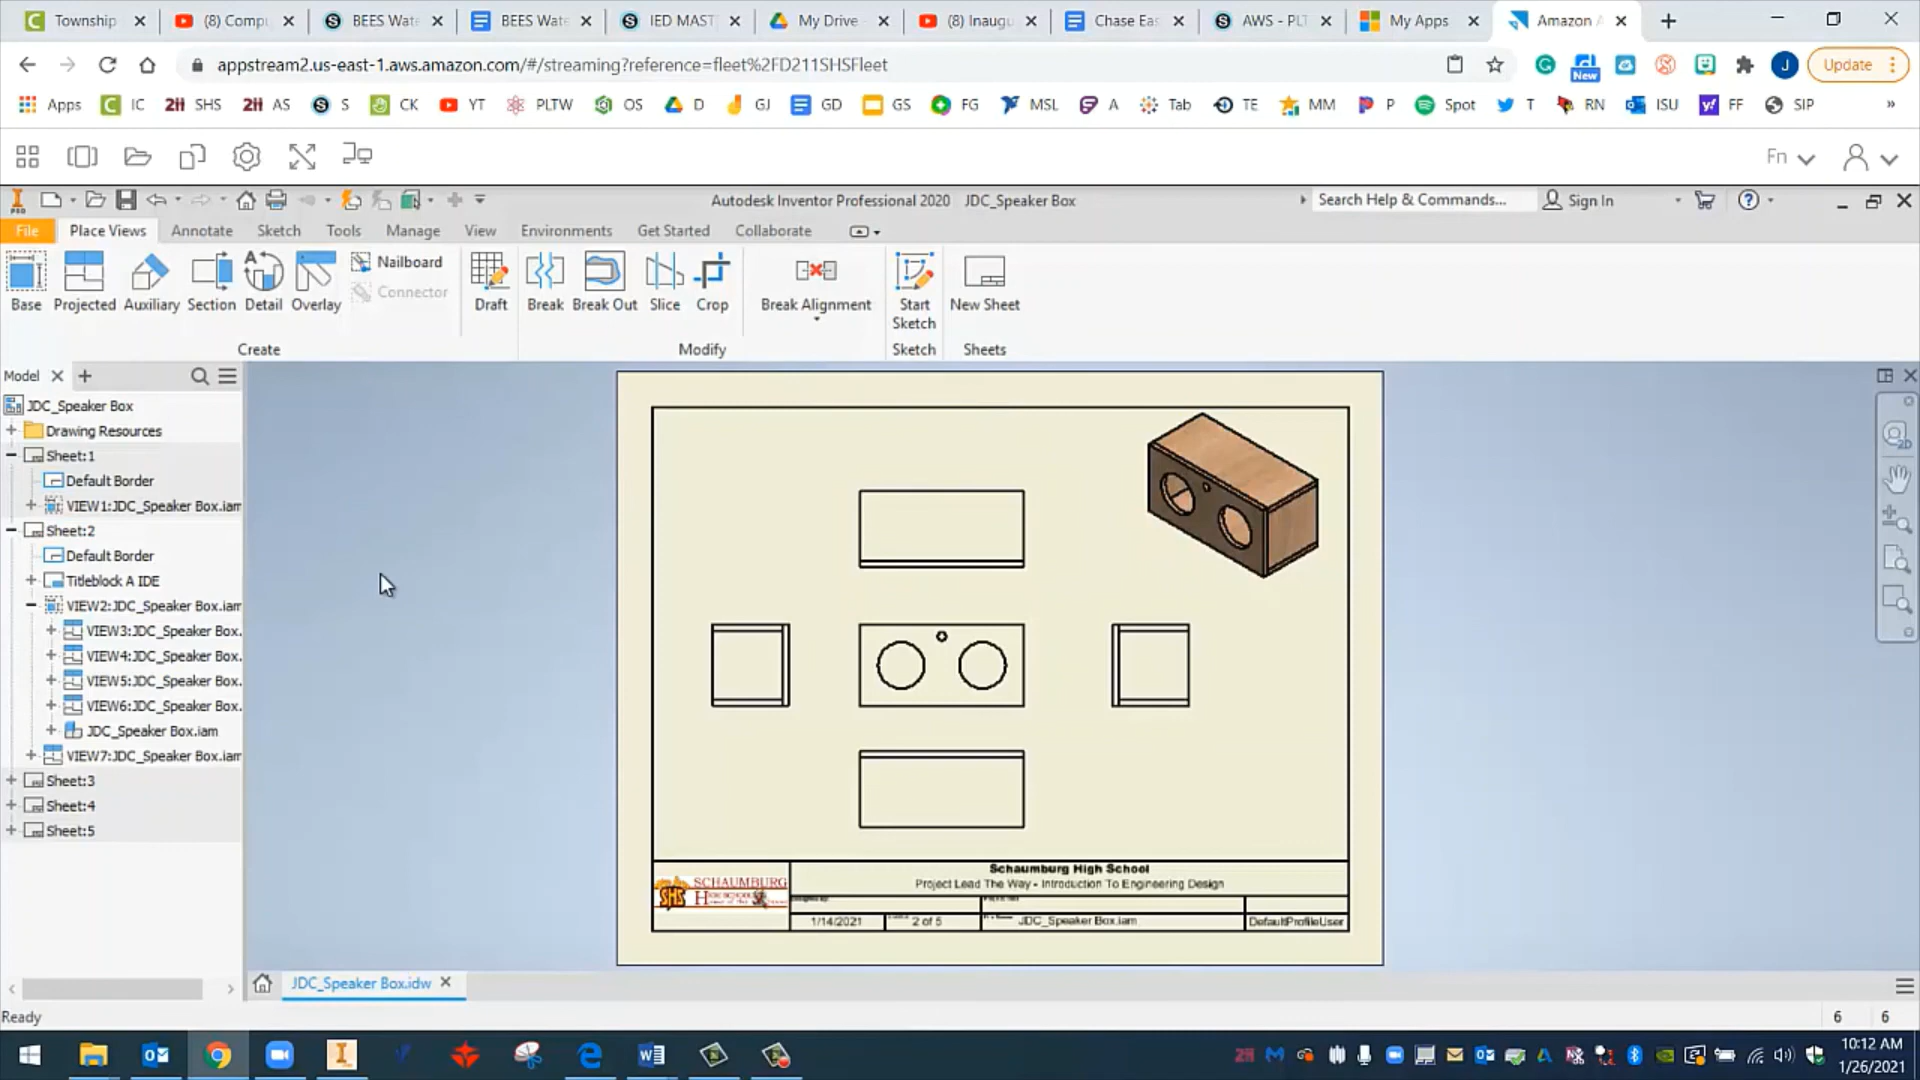 Township
(8) Compu
BEES Wate
BEES Wate
IED MAST
My Drive -
(8) Inaugu
Chase Eas
AWS - PLT
My Apps
Amazon A
appstream2.us-east-1.aws.amazon.com/#/streaming?reference=fleet%2FD211SHSFleet
New
J
Update
Apps
IC
SHS
AS
S
CK
YT
PLTW
OS
D
GJ
GD
GS
FG
MSL
A
Tab
TE
MM
P
Spot
T
RN
ISU
FF
SIP
»
Fn
Autodesk Inventor Professional 2020 JDC_Speaker Box
Search Help & Commands...
Sign In
File
Place Views
Annotate
Sketch
Tools
Manage
View
Environments
Get Started
Collaborate
Base
Projected
Auxiliary
Section
Detail
Overlay
Nailboard
Connector
Draft
Break
Break Out
Slice
Crop
Break Alignment
Start
Sketch
New Sheet
Create
Modify
Sketch
Sheets
Model
JDC_Speaker Box
Drawing Resources
Sheet:1
Default Border
VIEW1:JDC_Speaker Box.iam
Sheet:2
Default Border
Titleblock A IDE
VIEW2:JDC_Speaker Box.iam
VIEW3:JDC_Speaker Box.
VIEW4:JDC_Speaker Box.
VIEW5:JDC_Speaker Box.
VIEW6:JDC_Speaker Box.
JDC_Speaker Box.iam
VIEW7:JDC_Speaker Box.iam
Sheet:3
Sheet:4
Sheet:5
Schaumburg High School
Project Lead The Way - Introduction To Engineering Design
SCHAUMBURG
SHS
1/14/2021
2 of 5
JDC_Speaker Box.iam
DefaultProfileUser
JDC_Speaker Box.idw
Ready
6
6
10:12 AM
1/26/2021